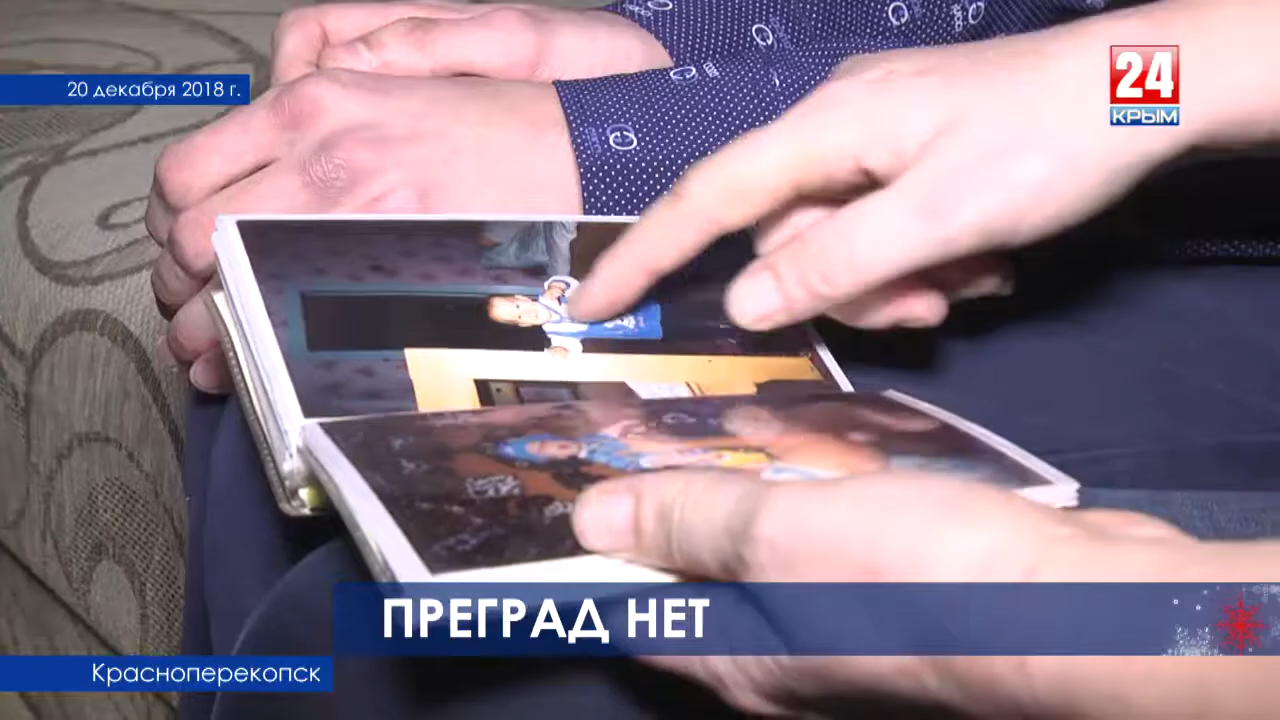 20 декабря 2018 г.
24
КРЫМ
ПРЕГРАД НЕТ
Красноперекопск